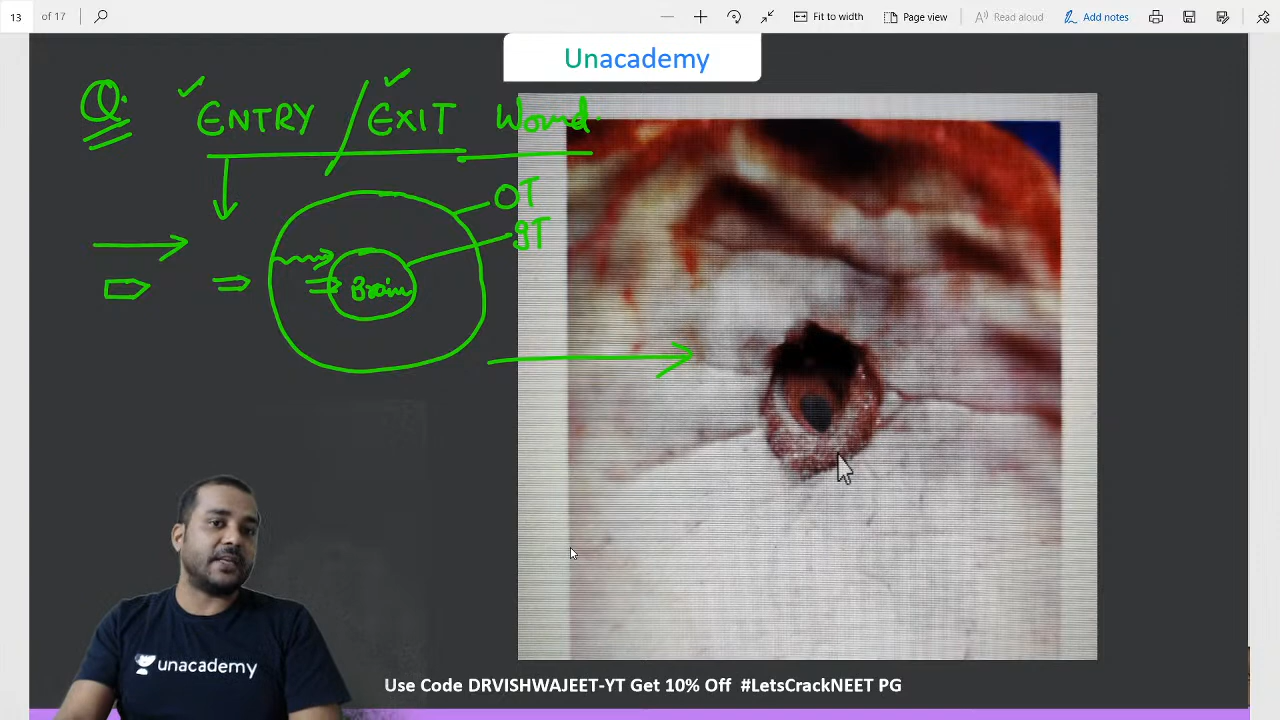 13 of 17
Fit to width
Page view
Read aloud
Add notes
Unacademy
Q. ENTRY / EXIT Wound.
OT
IT
Brain
unacademy
Use Code DRVISHWAJEET-YT Get 10% Off #LetsCrackNEET PG